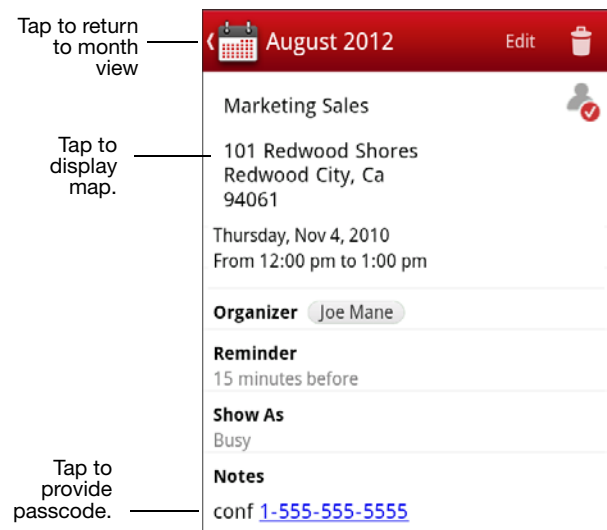 Tap to return
to month
view
August 2012
Edit
Marketing Sales
Tap to
display
map.
101 Redwood Shores
Redwood City, Ca
94061
Thursday, Nov 4, 2010
From 12:00 pm to 1:00 pm
Organizer Joe Mane
Reminder
15 minutes before
Show As
Busy
Notes
Tap to
provide
passcode.
conf 1-555-555-5555